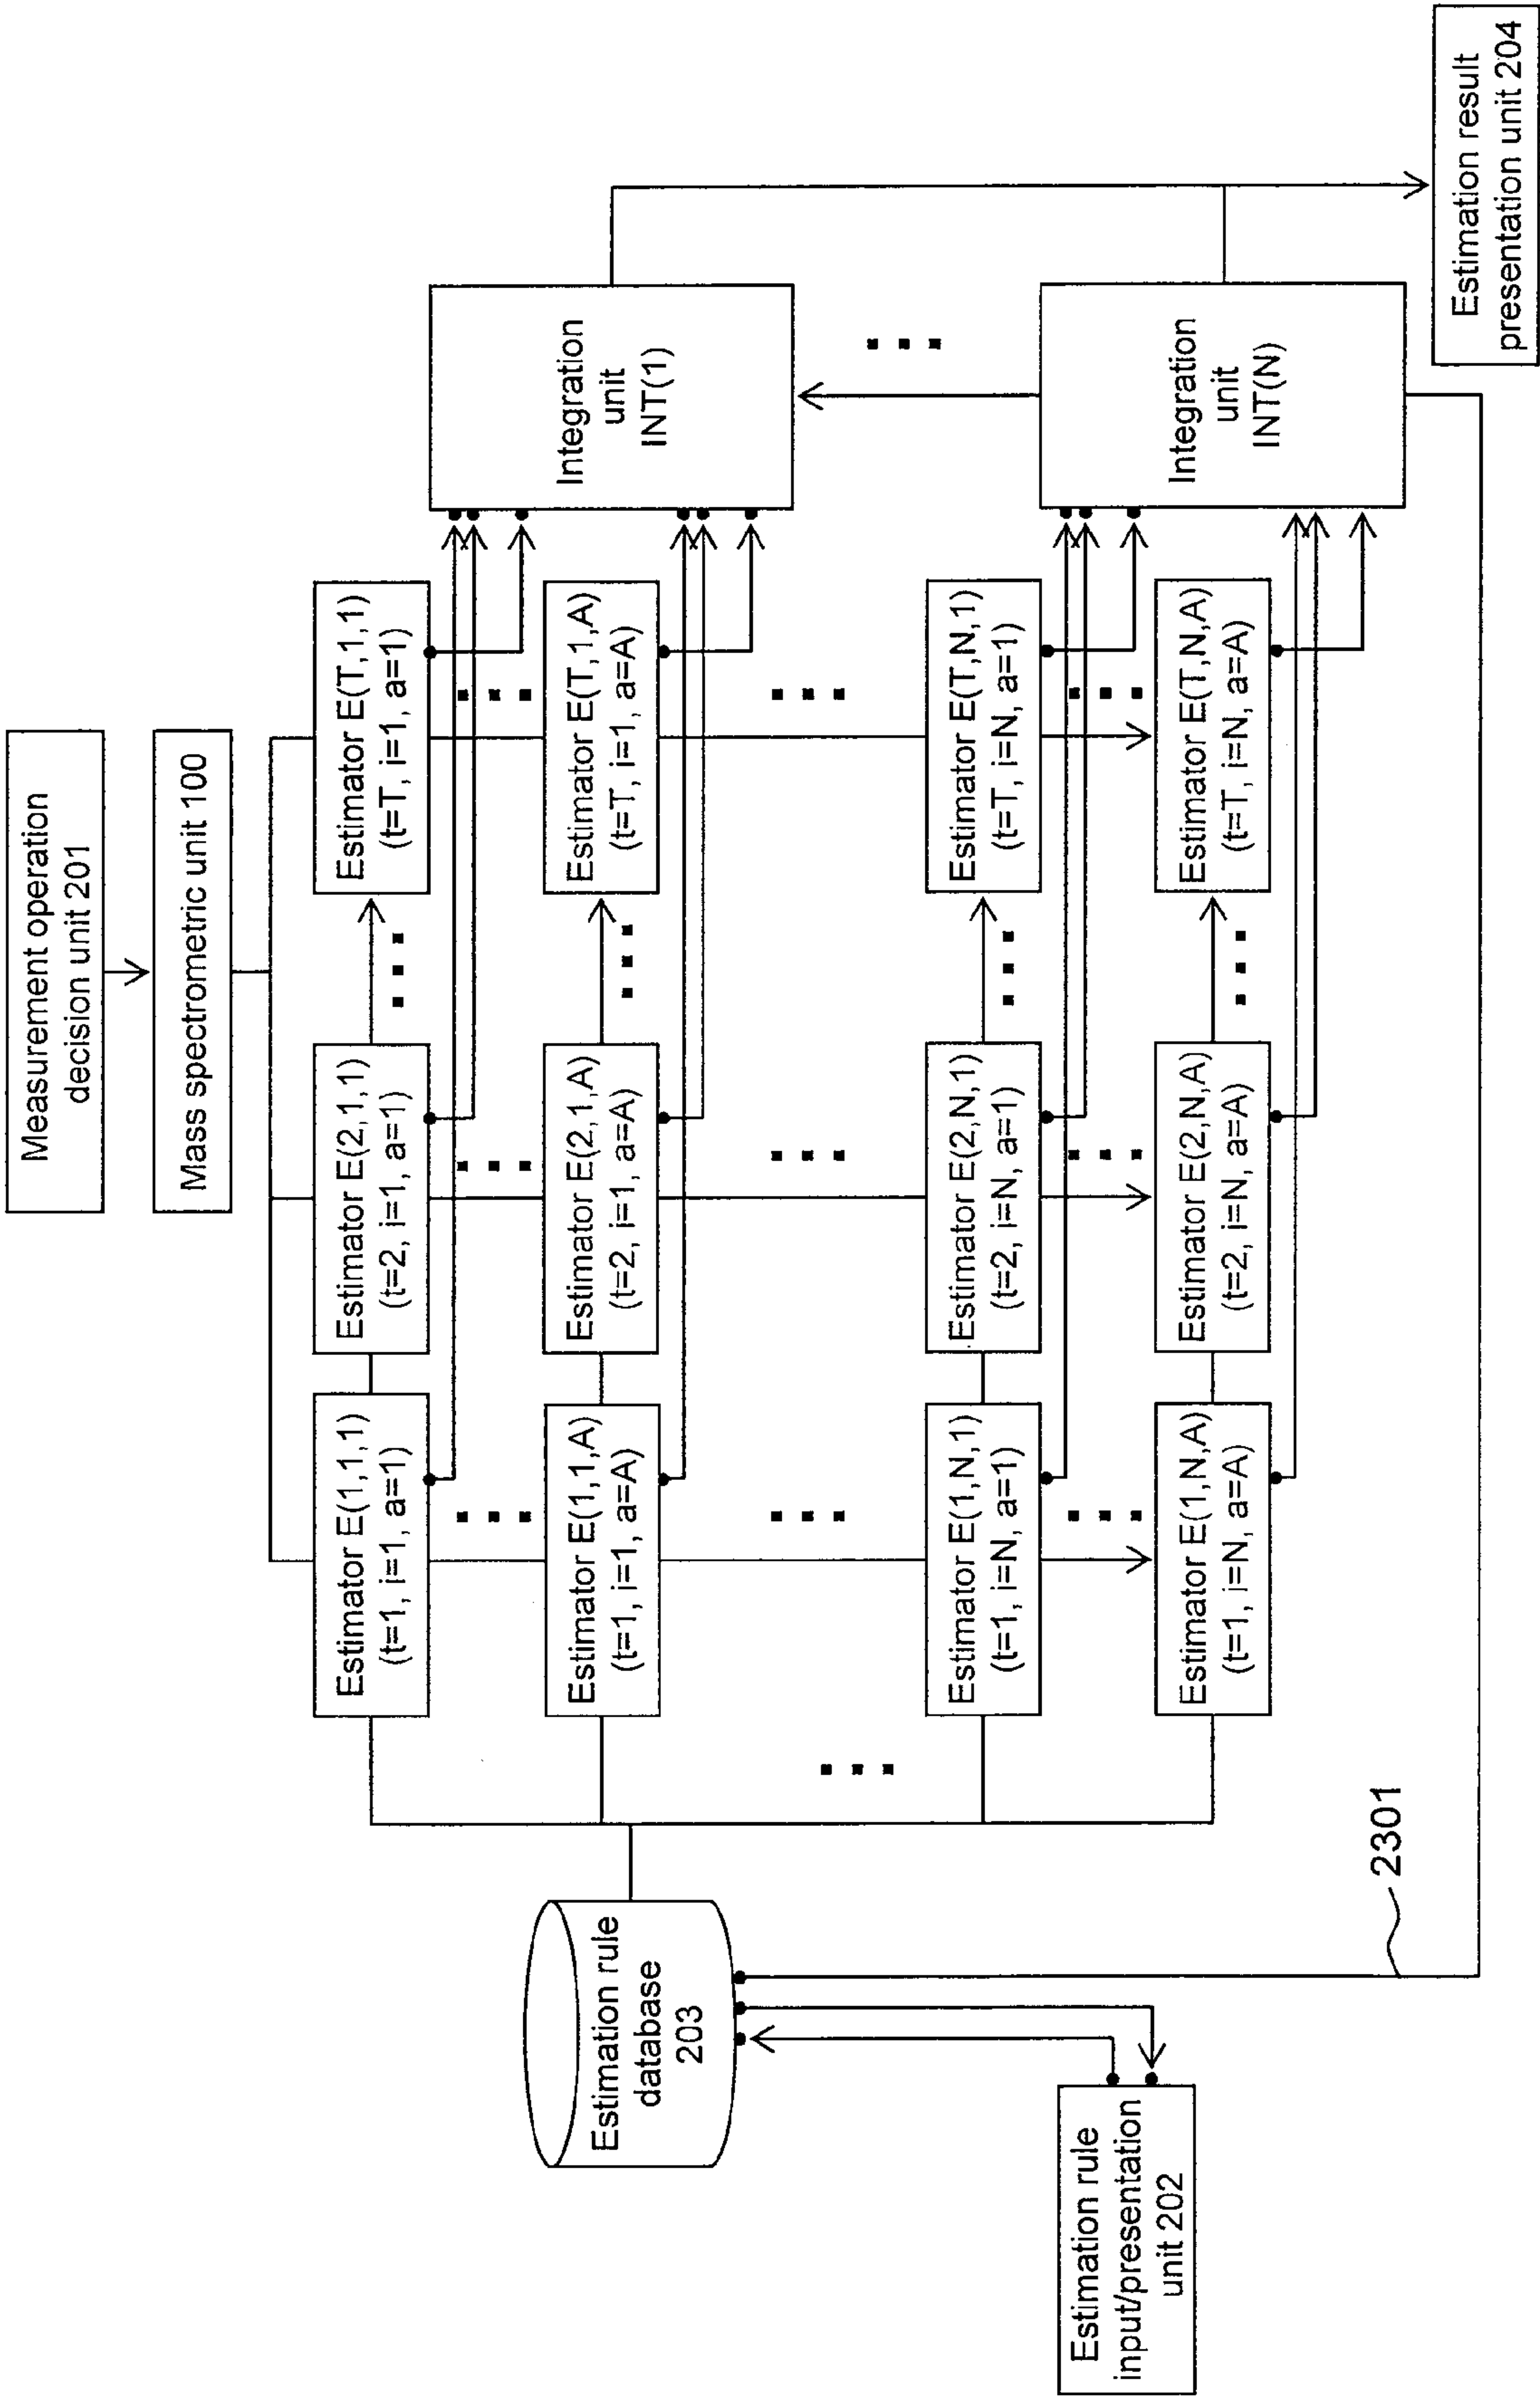 Measurement operation
decision unit 201
Mass spectrometric unit 100
Estimator E(1,1,1)
(t=1, i=1, a=1)
Estimator E(2,1,1)
(t=2, i=1, a=1)
Estimator E(T,1,1)
(t=T, i=1, a=1)
Estimator E(1,1,A)
(t=1, i=1, a=A)
Estimator E(2,1,A)
(t=2, i=1, a=A)
Estimator E(T,1,A)
(t=T, i=1, a=A)
Estimator E(1,N,1)
(t=1, i=N, a=1)
Estimator E(2,N,1)
(t=2, i=N, a=1)
Estimator E(T,N,1)
(t=T, i=N, a=1)
Estimator E(1,N,A)
(t=1, i=N, a=A)
Estimator E(2,N,A)
(t=2, i=N, a=A)
Estimator E(T,N,A)
(t=T, i=N, a=A)
Integration
unit
INT(1)
Integration
unit
INT(N)
Estimation rule
database
203
Estimation rule
input/presentation
unit 202
2301
Estimation result
presentation unit 204